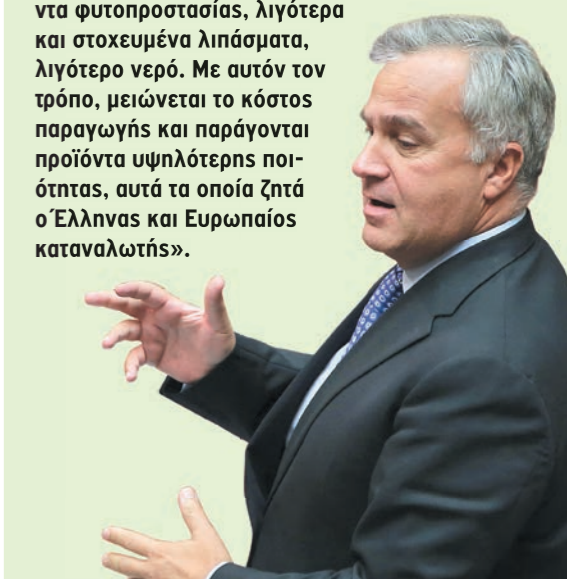 ντα φυτοπροστασίας, λιγότερα
και στοχευμένα λιπάσματα,
λιγότερο νερό. Με αυτόν τον
τρόπο, μειώνεται το κόστος
παραγωγής και παράγονται
προϊόντα υψηλότερης ποι-
ότητας, αυτά τα οποία ζητά
ο Έλληνας και Ευρωπαίος
καταναλωτής».